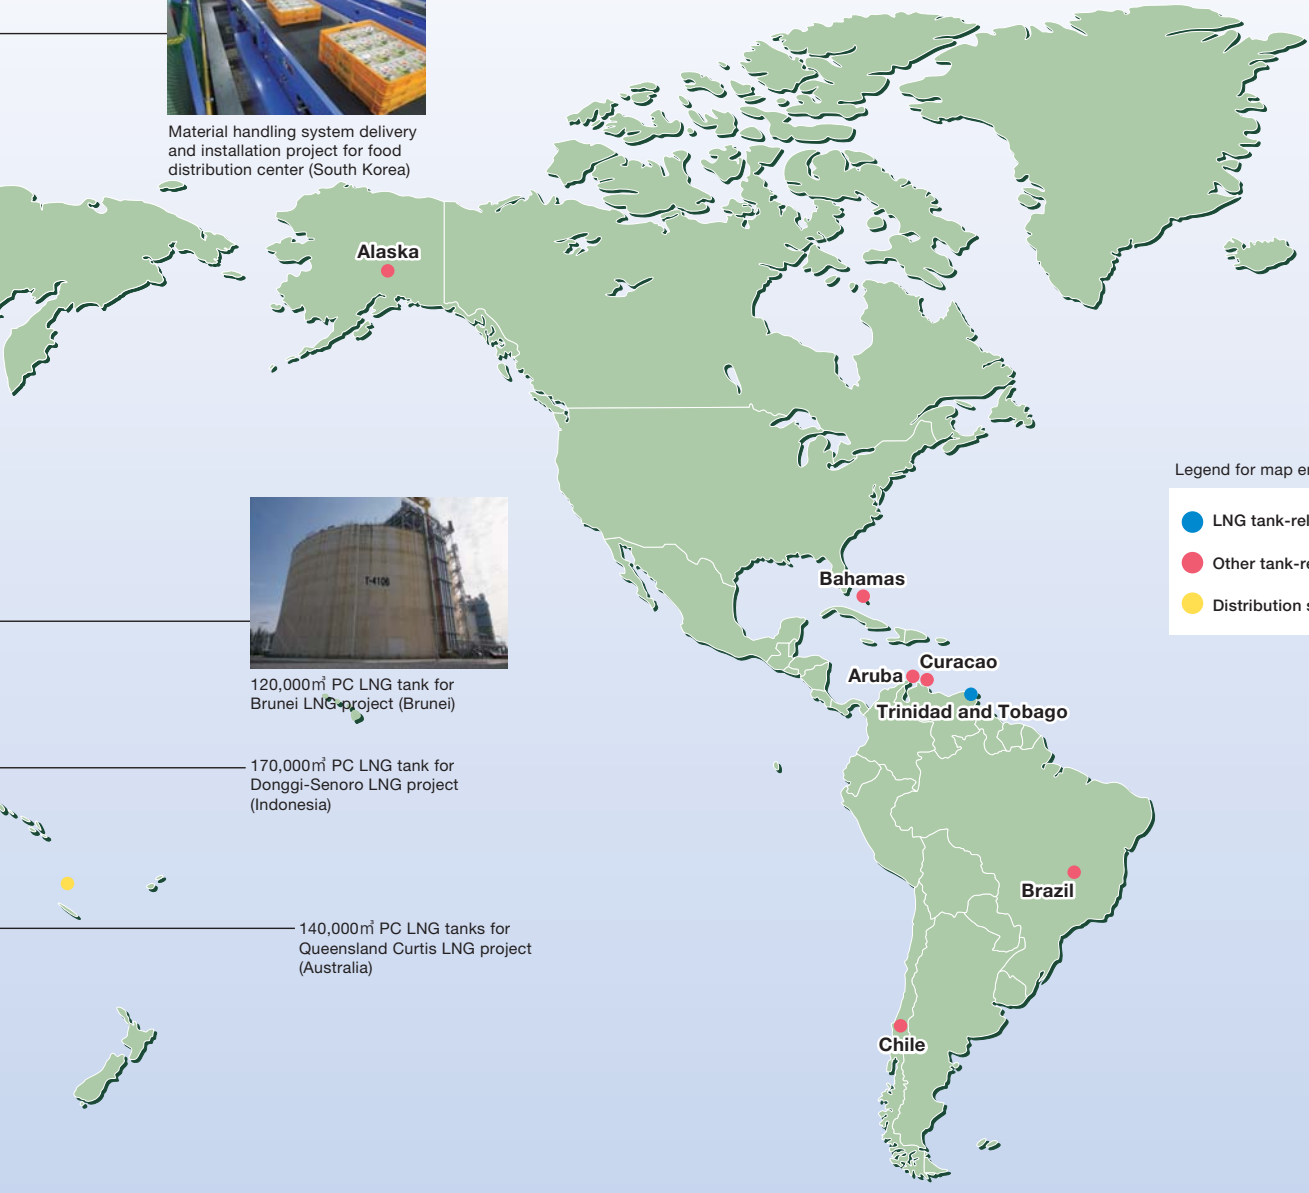 Material handling system delivery
and installation project for food
distribution center (South Korea)
Alaska
Legend for map
LNG
Other
Distribution
T-4106
Bahamas
Curacao
Aruba
Trinidad and Tobago
120,000㎥ PC LNG tank for
Brunei LNG project (Brunei)
170,000㎥ PC LNG tank for
Donggi-Senoro LNG project
(Indonesia)
Brazil
140,000㎥ PC LNG tanks for
Queensland Curtis LNG project
(Australia)
Chile